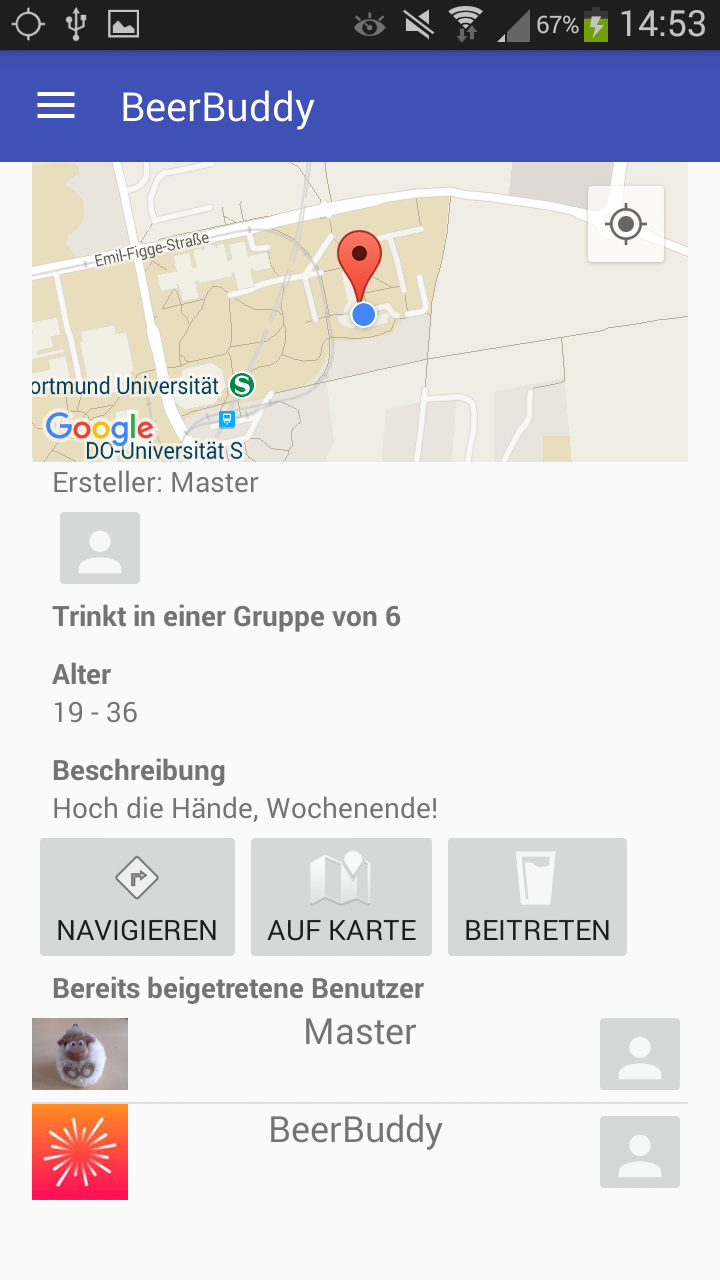 67% 14:53
BeerBuddy
Emil-Figge-Straße
ortmund Universität S
Google
DO-Universität S
Ersteller: Master
Trinkt in einer Gruppe von 6
Alter
19 - 36
Beschreibung
Hoch die Hände, Wochenende!
NAVIGIEREN AUF KARTE BEITRETEN
Bereits beigetretene Benutzer
Master
BeerBuddy